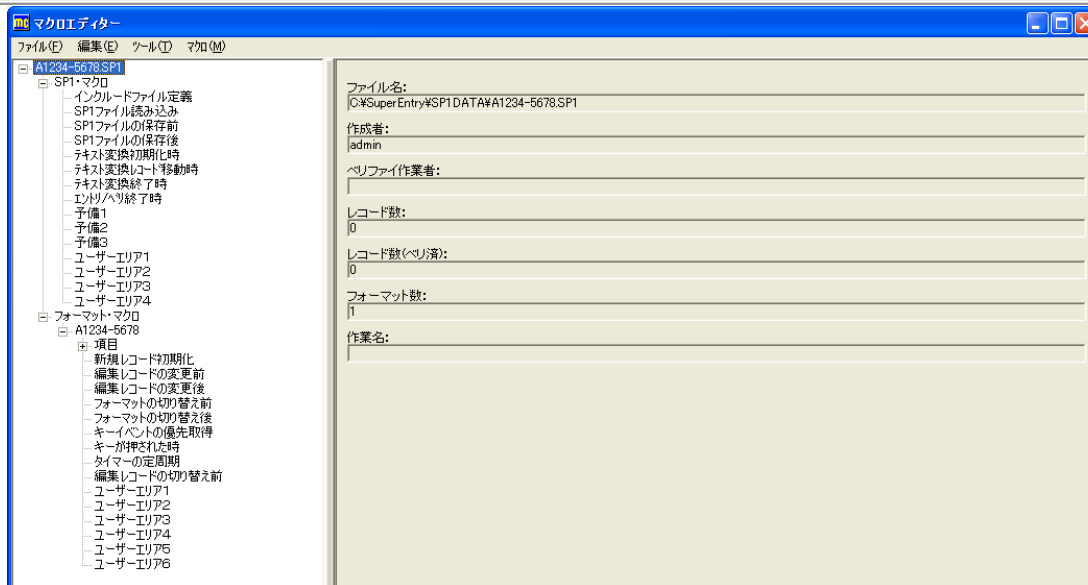 mc マクロエディター
ファイル(F) 編集(E) ツール(T) マクロ(M)
A1234-5678.SP1
SP1・マクロ
インクルードファイル定義
SP1ファイル読み込み
SP1ファイルの保存前
SP1ファイルの保存後
テキスト変換初期化時
テキスト変換レコード移動時
テキスト変換終了時
エントリ/ベリ終了時
予備1
予備2
予備3
ユーザーエリア1
ユーザーエリア2
ユーザーエリア3
ユーザーエリア4
フォーマット・マクロ
A1234-5678
項目
新規レコード初期化
編集レコードの変更前
編集レコードの変更後
フォーマットの切り替え前
フォーマットの切り替え後
キーイベントの優先取得
キーが押された時
タイマーの定周期
編集レコードの切り替え前
ユーザーエリア1
ユーザーエリア2
ユーザーエリア3
ユーザーエリア4
ユーザーエリア5
ユーザーエリア6
ファイル名:
C:¥SuperEntry¥SP1DATA¥A1234-5678.SP1
作成者:
admin
ベリファイ作業者:
レコード数:
0
レコード数(ベリ済):
0
フォーマット数:
1
作業名: